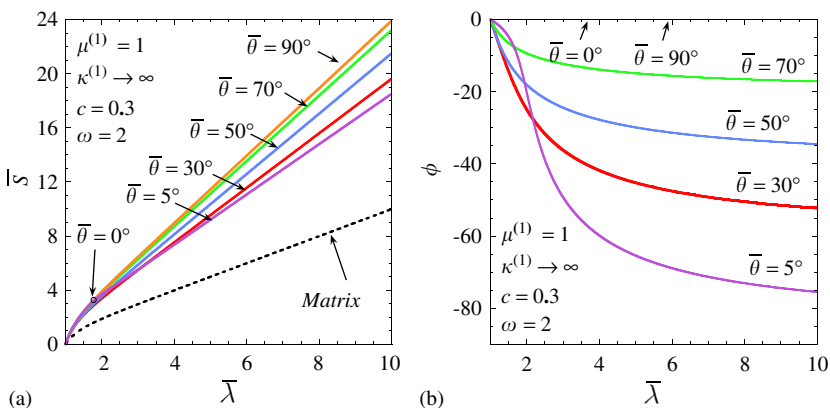 24
20
16
12
8
4
0
S̅
μ⁽¹⁾ = 1
κ⁽¹⁾ → ∞
c = 0.3
ω = 2
θ̅ = 90°
θ̅ = 70°
θ̅ = 50°
θ̅ = 30°
θ̅ = 5°
θ̅ = 0°
Matrix
2 4 6 8 10
(a) λ̅
0
-20
-40
-60
-80
ϕ
θ̅ = 0°
θ̅ = 90°
θ̅ = 70°
θ̅ = 50°
θ̅ = 30°
θ̅ = 5°
μ⁽¹⁾ = 1
κ⁽¹⁾ → ∞
c = 0.3
ω = 2
2 4 6 8 10
(b) λ̅